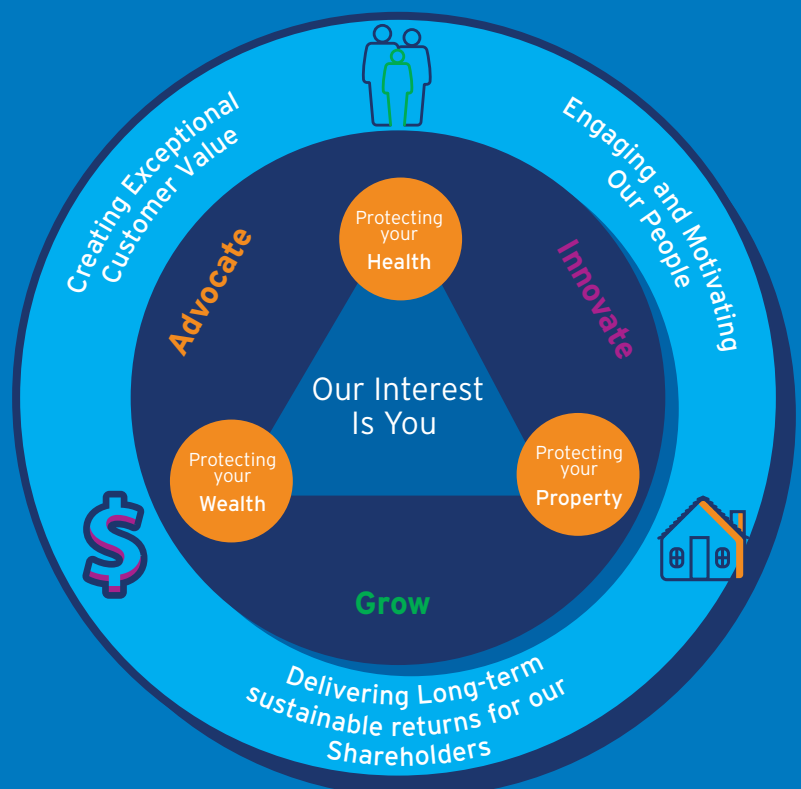 Creating Exceptional
Customer Value
Engaging and Motivating
Our People
Advocate
Innovate
Protecting
your
Health
Our Interest
Is You
Protecting
your
Wealth
Protecting
your
Property
Grow
Delivering Long-term
sustainable returns for our
Shareholders